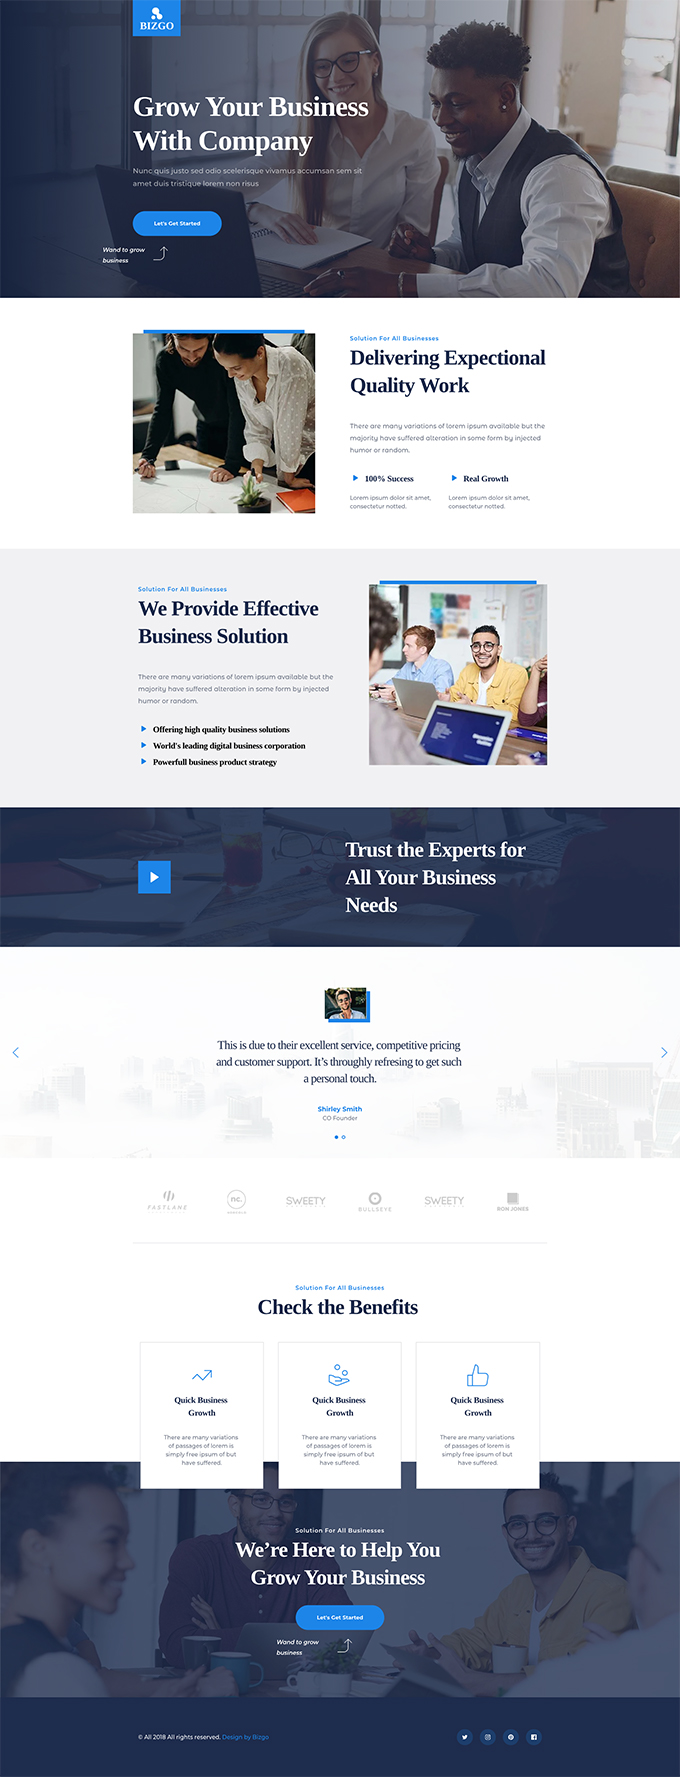 BIZGO
Grow Your Business
With Company
Nunc quis justo sed odio scelerisque vivamus accumsan sem sit
amet duis tristique lorem non risus
Let's Get Started
Wand to grow
business
Solution For All Businesses
Delivering Expectional
Quality Work
There are many variations of lorem ipsum available but the
majority have suffered alteration in some form by injected
humor or random.
100% Success
Lorem ipsum dolor sit amet,
consectetur notted.
Real Growth
Lorem ipsum dolor sit amet,
consectetur notted.
Solution For All Businesses
We Provide Effective
Business Solution
There are many variations of lorem ipsum available but the
majority have suffered alteration in some form by injected
humor or random.
Offering high quality business solutions
World's leading digital business corporation
Powerfull business product strategy
Trust the Experts for
All Your Business
Needs
This is due to their excellent service, competitive pricing
and customer support. It's throughly refresing to get such
a personal touch.
Shirley Smith
CO Founder
FASTLANE
nc.
SWEETY
BULLSEYE
SWEETY
RON JONES
Solution For All Businesses
Check the Benefits
Quick Business
Growth
There are many variations
of passages of lorem is
simply free ipsum of but
have suffered.
Quick Business
Growth
There are many variations
of passages of lorem is
simply free ipsum of but
have suffered.
Quick Business
Growth
There are many variations
of passages of lorem is
simply free ipsum of but
have suffered.
Solution For All Businesses
We're Here to Help You
Grow Your Business
Let's Get Started
Wand to grow
business
© All 2018 All rights reserved. Design by Bizgo